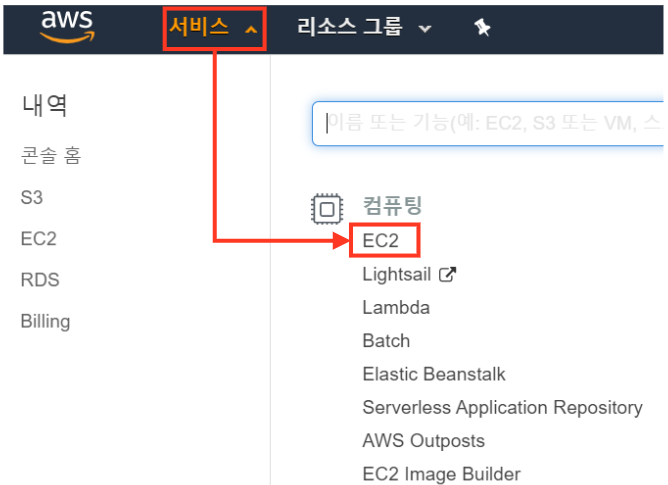 aws 서비스 리소스 그룹
내역
콘솔 홈
S3
EC2
RDS
Billing
이름 또는 기능(예: EC2, S3 또는 VM, 스
컴퓨팅
EC2
Lightsail
Lambda
Batch
Elastic Beanstalk
Serverless Application Repository
AWS Outposts
EC2 Image Builder